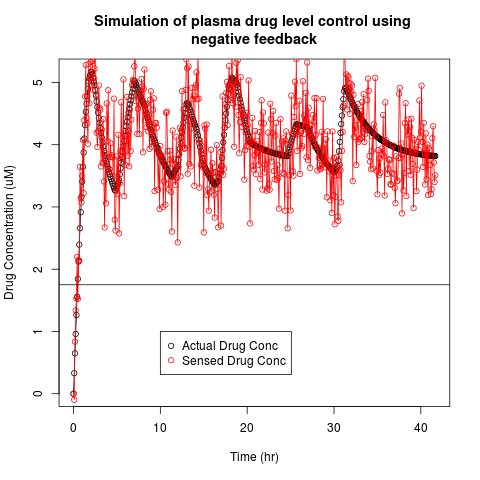 Simulation of plasma drug level control using
negative feedback
Drug Concentration (uM)
5
4
3
2
1
0
Actual Drug Conc
Sensed Drug Conc
0 10 20 30 40
Time (hr)